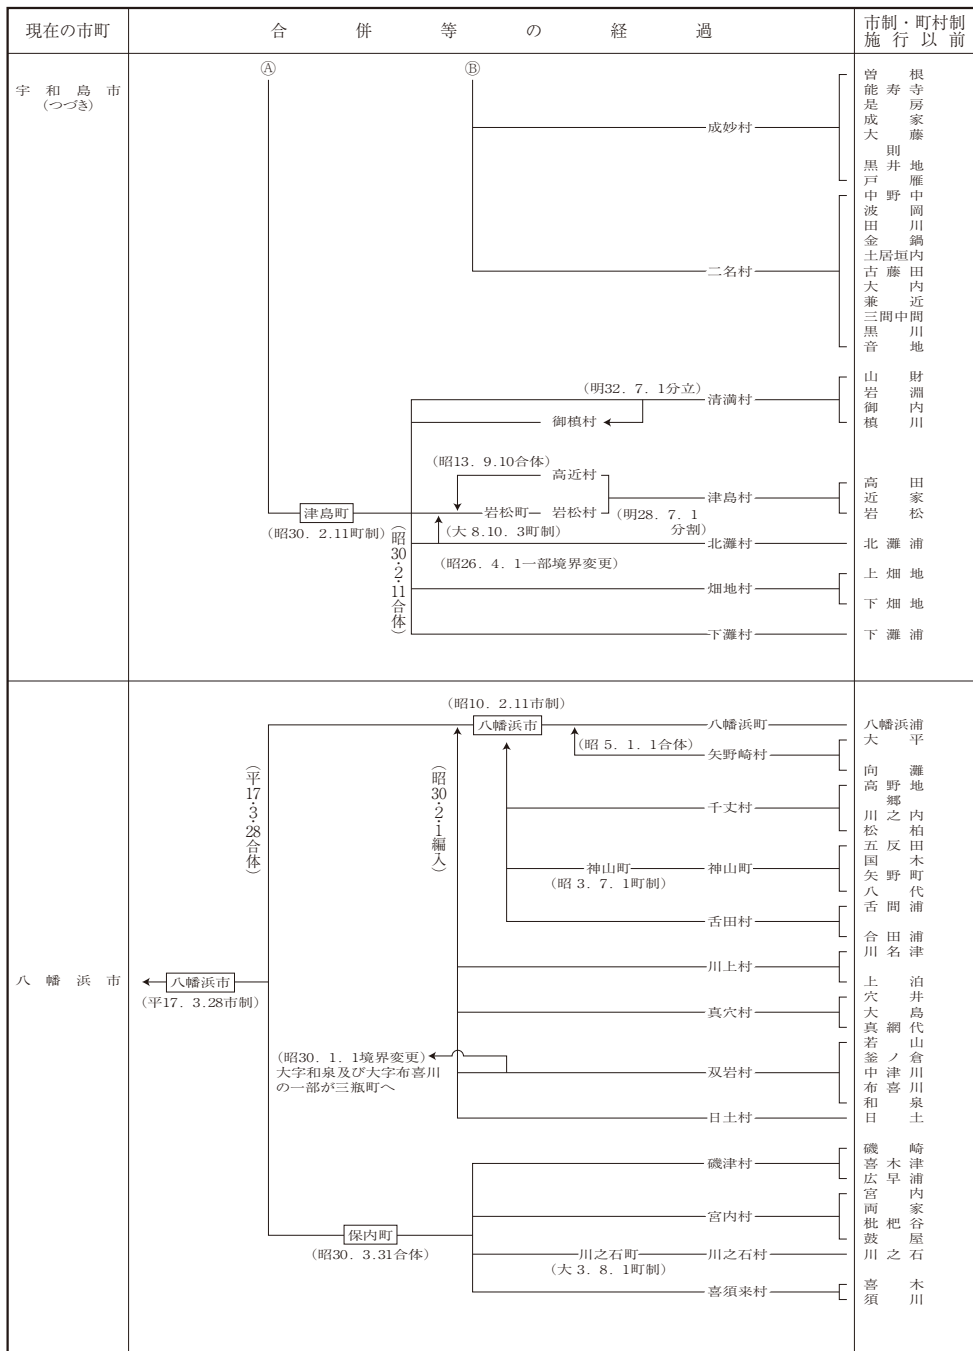 現在の市町
合併等の経過
市制・町村制
施行以前
宇和島市
(つづき)
Ⓐ
Ⓑ
成妙村
曽根
能寿寺
是房
成家
大藤
則
黒井地
戸雁
二名村
中野中
波岡
田川
金銅
土居垣内
古藤田
大内
兼近
三間中間
黒川
音地
(明32. 7. 1分立)
清満村
御槙村
山財
岩淵
御内
槙川
(昭13. 9.10合体)
高近村
津島町
(昭30. 2.11町制)
岩松町
岩松村
(大 8.10. 3町制)
津島村
(明28. 7. 1
分割)
高田
近家
岩松
(昭30・2・11合体)
北灘村
北灘浦
(昭26. 4. 1一部境界変更)
畑地村
上畑地
下畑地
下灘村
下灘浦
(昭10. 2.11市制)
八幡浜市
八幡浜町
八幡浜浦
(昭 5. 1. 1合体)
矢野崎村
大平
向灘
(平17・3・28合体)
(昭30・2・1編入)
千丈村
高野地
郷
川之内
松柏
神山町
(昭 3. 7. 1町制)
神山町
五反田
国木
矢野町
八代
舌田村
舌間浦
合田浦
川上村
川名津
上泊
八幡浜市
八幡浜市
(平17. 3.28市制)
真穴村
穴井
大島
真網代
(昭30. 1. 1境界変更)
大字和泉及び大字布喜川
の一部が三瓶町へ
双岩村
若山
釜ノ倉
中津川
布喜川
和泉
日土村
日土
磯津村
磯崎
喜木津
広早浦
宮内村
宮内
両家
枇杷谷
鼓屋
保内町
(昭30. 3.31合体)
川之石町
(大 3. 8. 1町制)
川之石村
川之石
喜須来村
喜木
須川